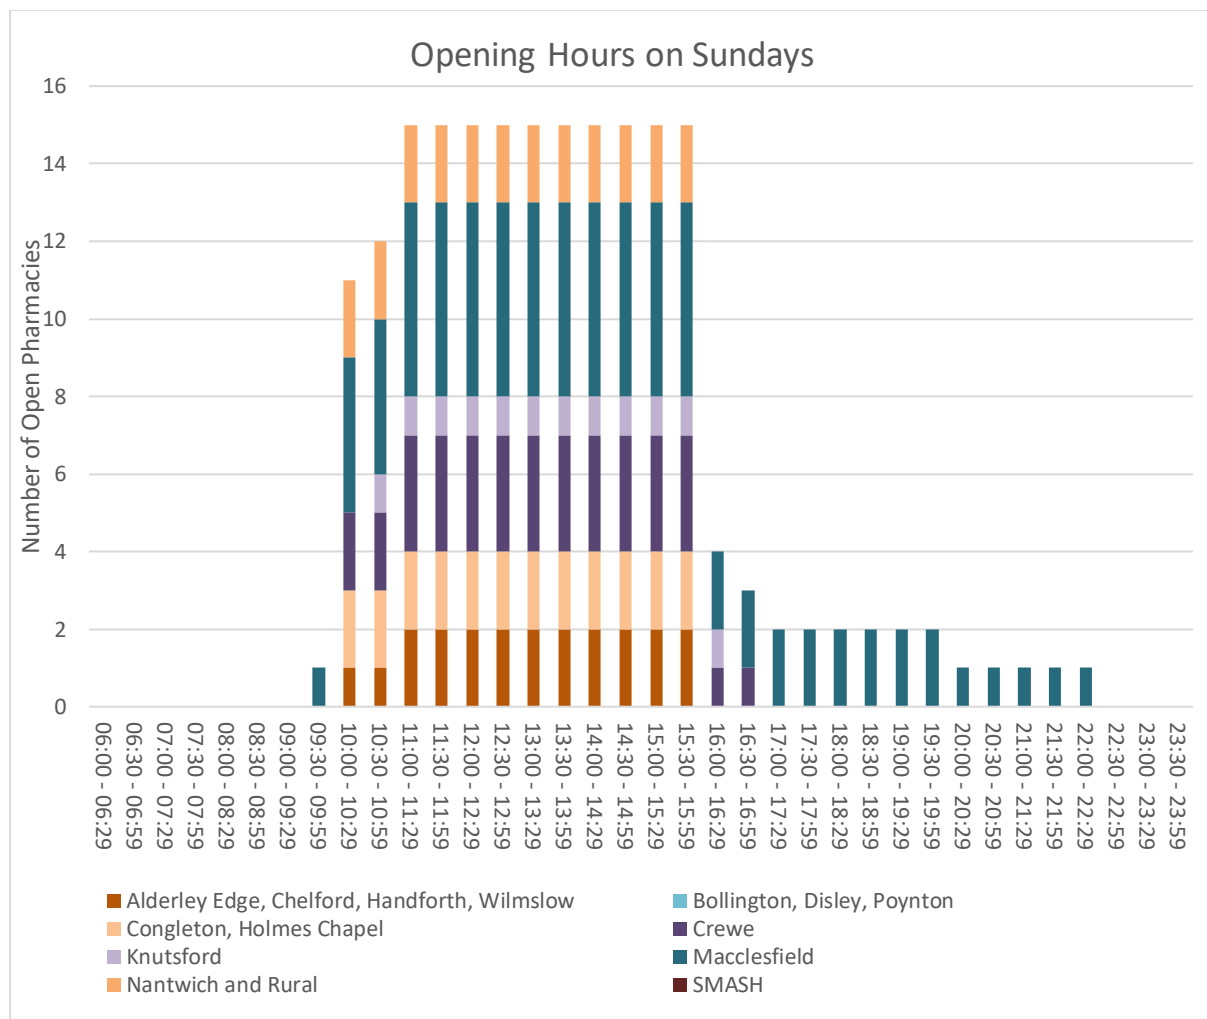 Opening Hours on Sundays
Number of Open Pharmacies
16
14
12
10
8
6
4
2
0
06:00 - 06:29
06:30 - 06:59
07:00 - 07:29
07:30 - 07:59
08:00 - 08:29
08:30 - 08:59
09:00 - 09:29
09:30 - 09:59
10:00 - 10:29
10:30 - 10:59
11:00 - 11:29
11:30 - 11:59
12:00 - 12:29
12:30 - 12:59
13:00 - 13:29
13:30 - 13:59
14:00 - 14:29
14:30 - 14:59
15:00 - 15:29
15:30 - 15:59
16:00 - 16:29
16:30 - 16:59
17:00 - 17:29
17:30 - 17:59
18:00 - 18:29
18:30 - 18:59
19:00 - 19:29
19:30 - 19:59
20:00 - 20:29
20:30 - 20:59
21:00 - 21:29
21:30 - 21:59
22:00 - 22:29
22:30 - 22:59
23:00 - 23:29
23:30 - 23:59
Alderley Edge, Chelford, Handforth, Wilmslow
Bollington, Disley, Poynton
Congleton, Holmes Chapel
Crewe
Knutsford
Macclesfield
Nantwich and Rural
SMASH